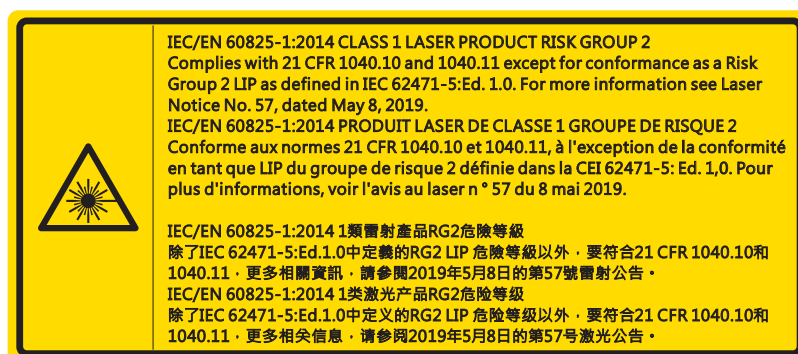 IEC/EN 60825-1:2014 CLASS 1 LASER PRODUCT RISK GROUP 2
Complies with 21 CFR 1040.10 and 1040.11 except for conformance as a Risk
Group 2 LIP as defined in IEC 62471-5:Ed. 1.0. For more information see Laser
Notice No. 57, dated May 8, 2019.
IEC/EN 60825-1:2014 PRODUIT LASER DE CLASSE 1 GROUPE DE RISQUE 2
Conforme aux normes 21 CFR 1040.10 et 1040.11, à l'exception de la conformité
en tant que LIP du groupe de risque 2 définie dans la CEI 62471-5: Ed. 1,0. Pour
plus d'informations, voir l'avis au laser n ° 57 du 8 mai 2019.
IEC/EN 60825-1:2014 1類雷射產品RG2危險等級
除了IEC 62471-5:Ed.1.0中定義的RG2 LIP 危險等級以外，要符合21 CFR 1040.10和
1040.11，更多相關資訊，請參閱2019年5月8日的第57號雷射公告。
IEC/EN 60825-1:2014 1类激光产品RG2危险等级
除了IEC 62471-5:Ed.1.0中定义的RG2 LIP 危险等级以外，要符合21 CFR 1040.10和
1040.11，更多相关信息，请参阅2019年5月8日的第57号激光公告。